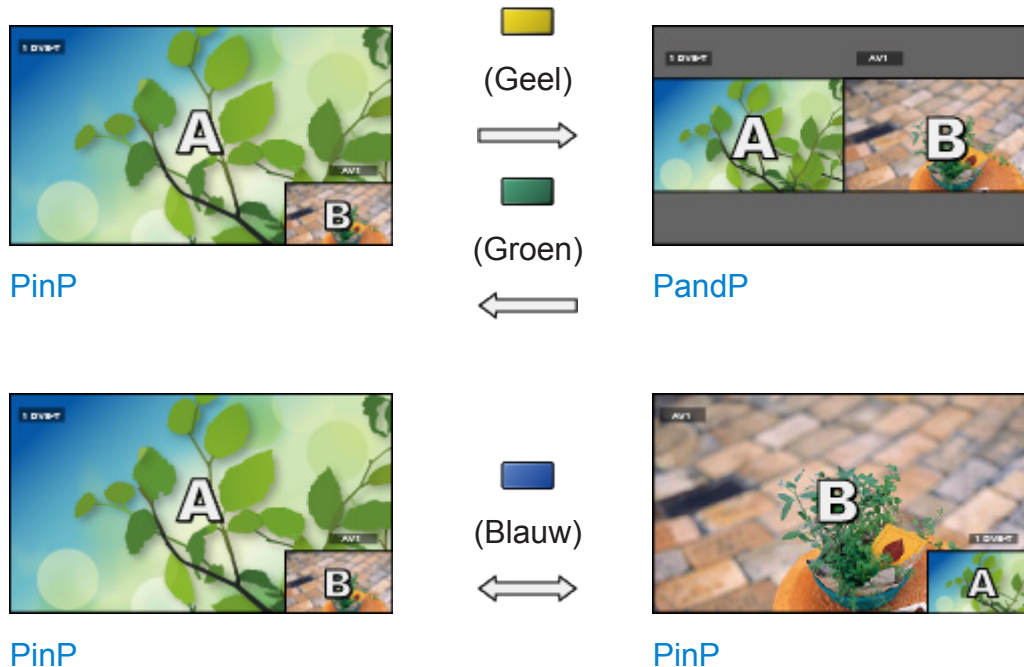 1 DVB-T
A
AV1
B
PinP
(Geel)
(Groen)
1 DVB-T AV1
A B
PandP
1 DVB-T
A
AV1
B
PinP
(Blauw)
AV1
B
1 DVB-T
A
PinP